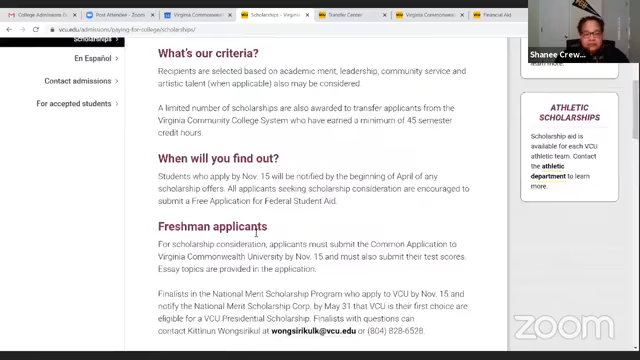 College Admissions E
Post Attendee - Zoom
Virginia Commonwealth
Scholarships - Virginia
Transfer Center
Virginia Commonwealth
Financial Aid
vcu.edu/admissions/paying-for-college/scholarships/
Scholarships
En Español
Contact admissions
For accepted students
What's our criteria?
Recipients are selected based on academic merit, leadership, community service and
artistic talent (when applicable) also may be considered
A limited number of scholarships are also awarded to transfer applicants from the
Virginia Community College System who have earned a minimum of 45 semester
credit hours.
When will you find out?
Students who apply by Nov. 15 will be notified by the beginning of April of any
scholarship offers. All applicants seeking scholarship consideration are encouraged to
submit a Free Application for Federal Student Aid.
Freshman applicants
For scholarship consideration, applicants must submit the Common Application to
Virginia Commonwealth University by Nov. 15 and must also submit their test scores.
Essay topics are provided in the application.
Finalists in the National Merit Scholarship Program who apply to VCU by Nov. 15 and
notify the National Merit Scholarship Corp. by May 31 that VCU is their first choice are
eligible for a VCU Presidential Scholarship. Finalists with questions can
contact Kittinun Wongsirikul at wongsirikulk@vcu.edu or (804) 828-6528.
Shanee Crew...
learn more.
ATHLETIC
SCHOLARSHIPS
Scholarship aid is
available for each VCU
athletic team. Contact
the athletic
department to learn
more.
zoom